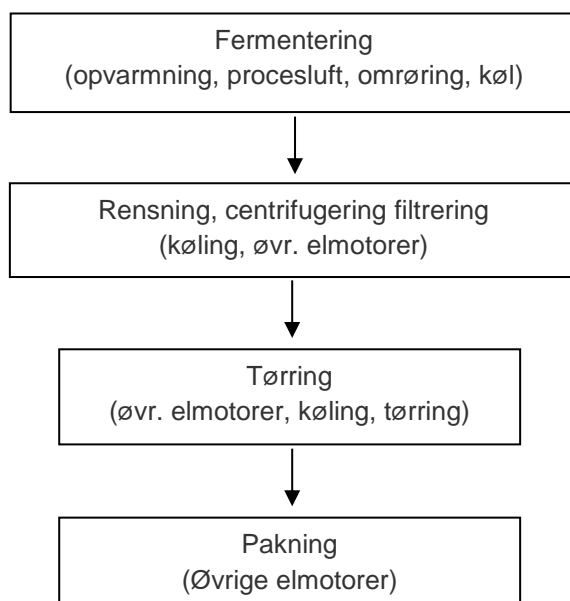 Fermentering
(opvarmning, procesluft, omrøring, køl)
Rensning, centrifugering filtrering
(køling, øvr. elmotorer)
Tørring
(øvr. elmotorer, køling, tørring)
Pakning
(Øvrige elmotorer)